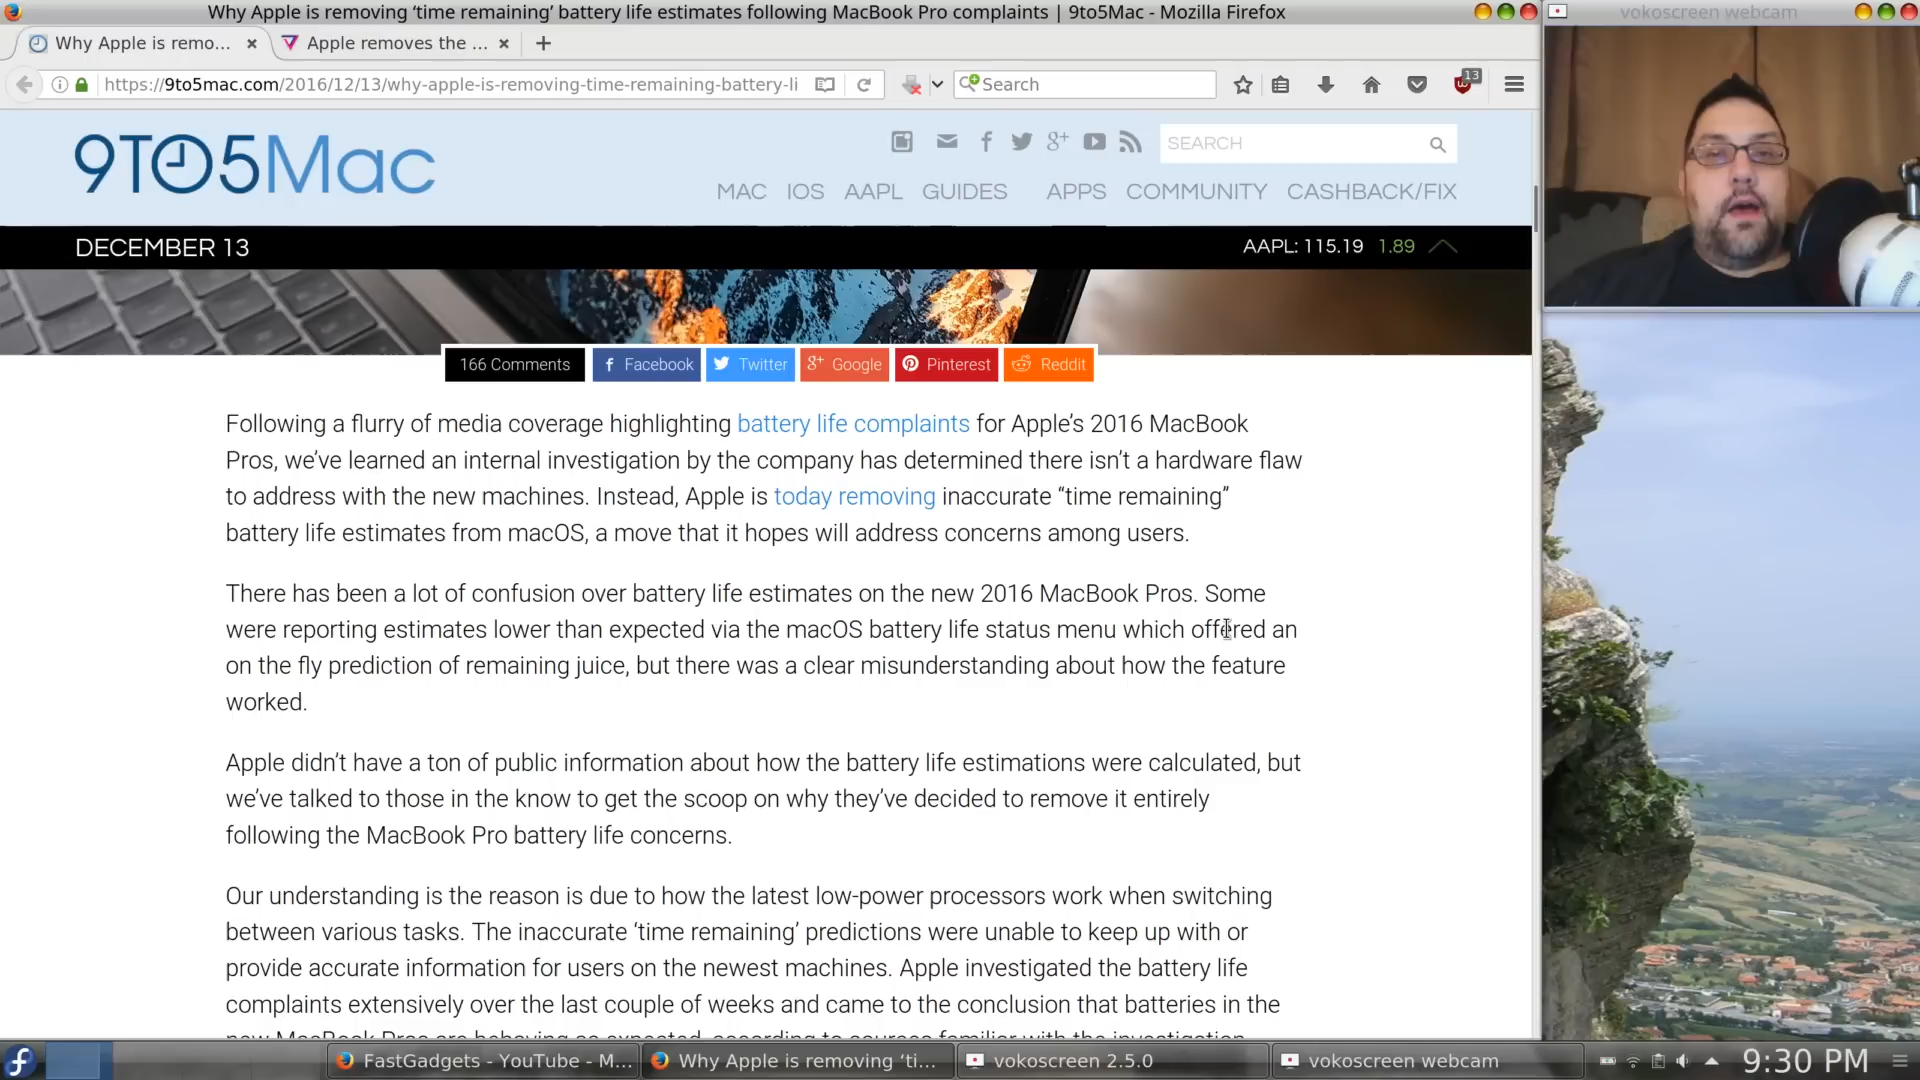 Why Apple is removing ‘time remaining’ battery life estimates following MacBook Pro complaints | 9to5Mac - Mozilla Firefox
vokoscreen webcam
Why Apple is remo...
Apple removes the ...
https://9to5mac.com/2016/12/13/why-apple-is-removing-time-remaining-battery-li
Search
13
9TO5Mac
SEARCH
MAC IOS AAPL GUIDES APPS COMMUNITY CASHBACK/FIX
DECEMBER 13
AAPL: 115.19 1.89
166 Comments
Facebook
Twitter
Google
Pinterest
Reddit
Following a flurry of media coverage highlighting battery life complaints for Apple’s 2016 MacBook
Pros, we’ve learned an internal investigation by the company has determined there isn’t a hardware flaw
to address with the new machines. Instead, Apple is today removing inaccurate “time remaining”
battery life estimates from macOS, a move that it hopes will address concerns among users.
There has been a lot of confusion over battery life estimates on the new 2016 MacBook Pros. Some
were reporting estimates lower than expected via the macOS battery life status menu which offered an
on the fly prediction of remaining juice, but there was a clear misunderstanding about how the feature
worked.
Apple didn’t have a ton of public information about how the battery life estimations were calculated, but
we’ve talked to those in the know to get the scoop on why they’ve decided to remove it entirely
following the MacBook Pro battery life concerns.
Our understanding is the reason is due to how the latest low-power processors work when switching
between various tasks. The inaccurate ‘time remaining’ predictions were unable to keep up with or
provide accurate information for users on the newest machines. Apple investigated the battery life
complaints extensively over the last couple of weeks and came to the conclusion that batteries in the
new MacBook Pros are behaving as expected, according to sources familiar with the investigation.
FastGadgets - YouTube - M...
Why Apple is removing ‘ti...
vokoscreen 2.5.0
vokoscreen webcam
9:30 PM